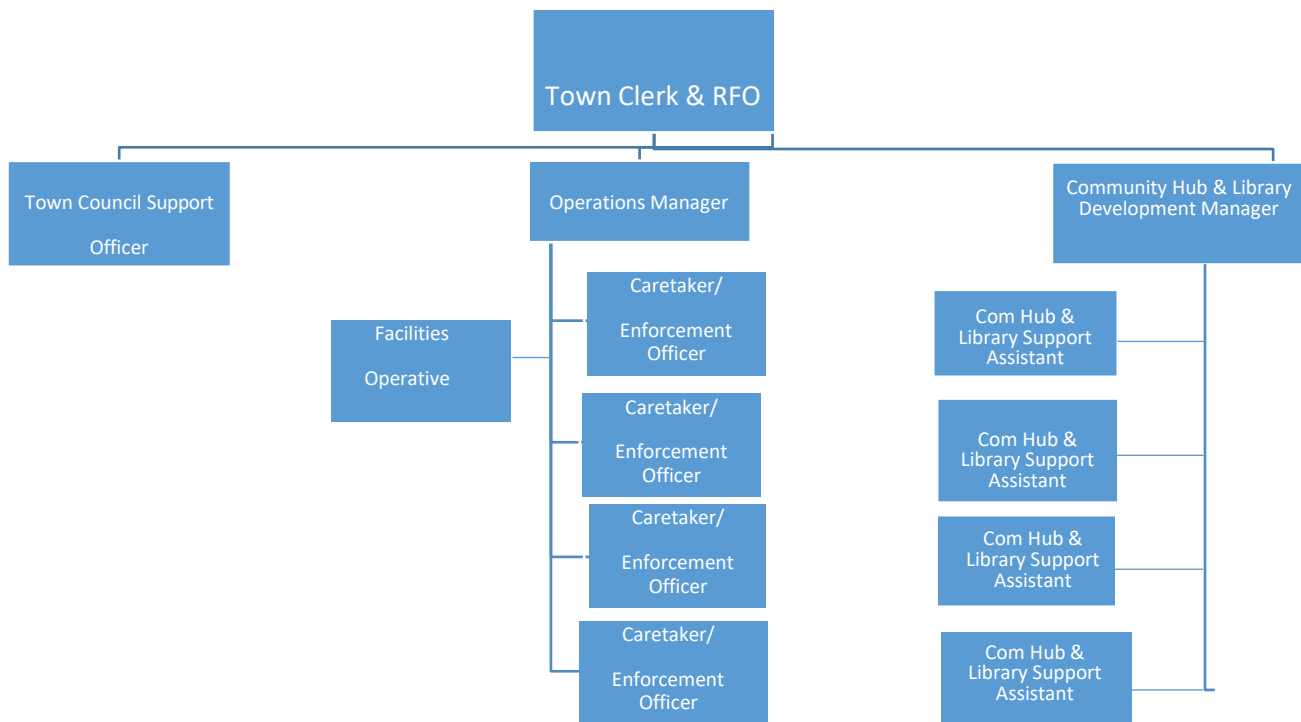 Town Clerk & RFO
Town Council Support
Officer
Operations Manager
Community Hub & Library
Development Manager
Facilities
Operative
Caretaker/
Enforcement
Officer
Caretaker/
Enforcement
Officer
Caretaker/
Enforcement
Officer
Caretaker/
Enforcement
Officer
Com Hub &
Library Support
Assistant
Com Hub &
Library Support
Assistant
Com Hub &
Library Support
Assistant
Com Hub &
Library Support
Assistant